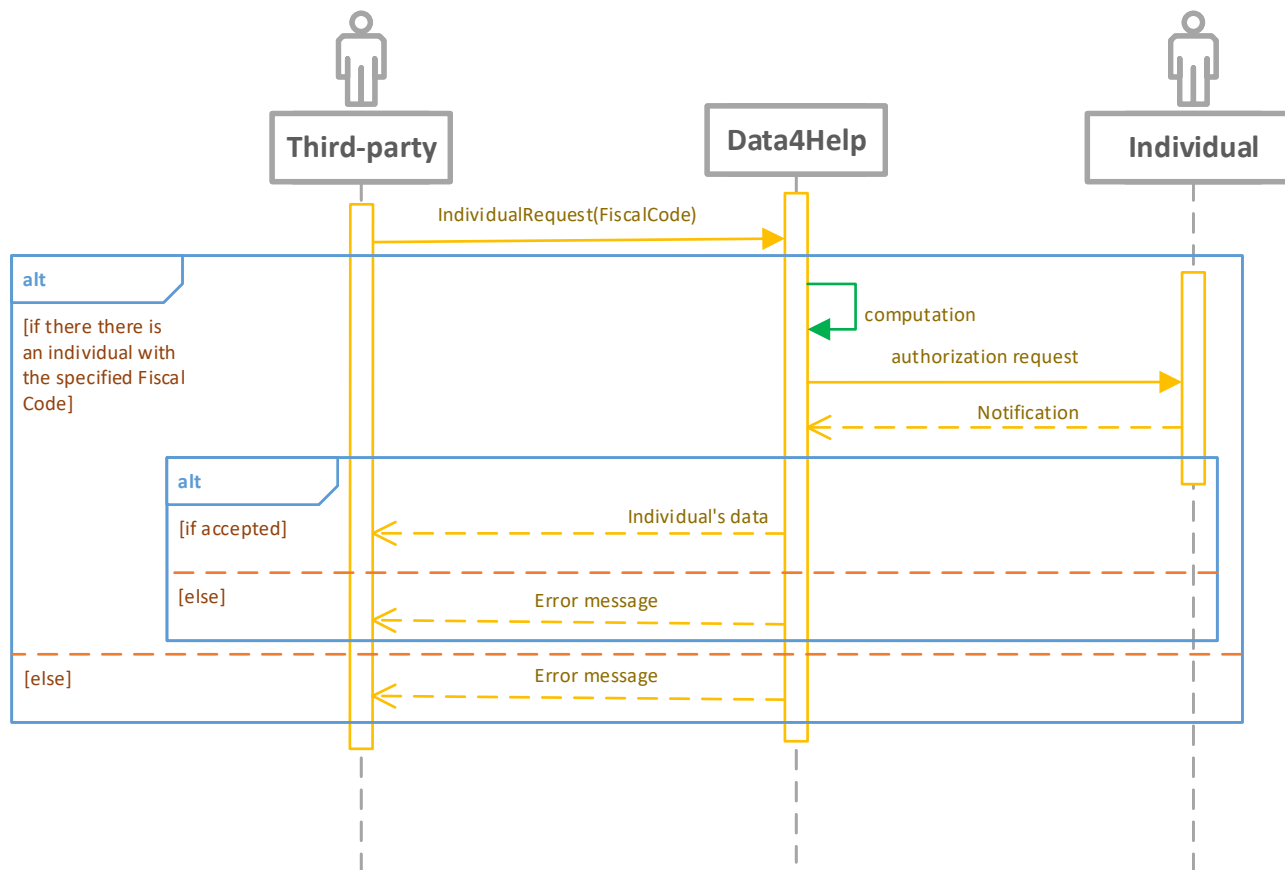 Third-party
Data4Help
Individual
IndividualRequest(FiscalCode)
alt
[if there there is
an individual with
the specified Fiscal
Code]
computation
authorization request
Notification
alt
[if accepted]
Individual's data
[else]
Error message
[else]
Error message